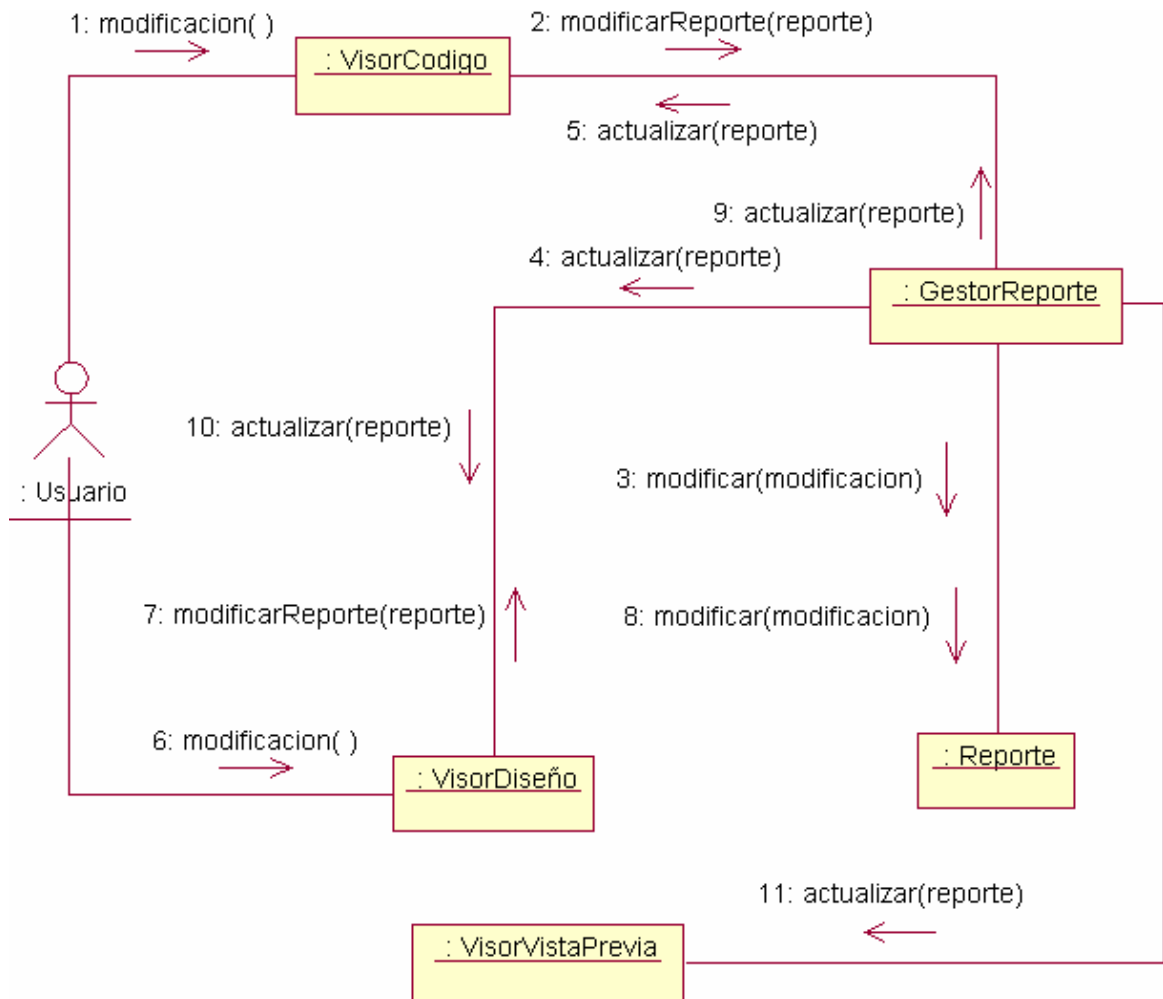 1: modificacion( )
2: modificarReporte(reporte)
: VisorCodigo
5: actualizar(reporte)
9: actualizar(reporte)
4: actualizar(reporte)
: GestorReporte
10: actualizar(reporte)
3: modificar(modificacion)
: Usuario
7: modificarReporte(reporte)
8: modificar(modificacion)
6: modificacion( )
: VisorDiseño
: Reporte
11: actualizar(reporte)
: VisorVistaPrevia